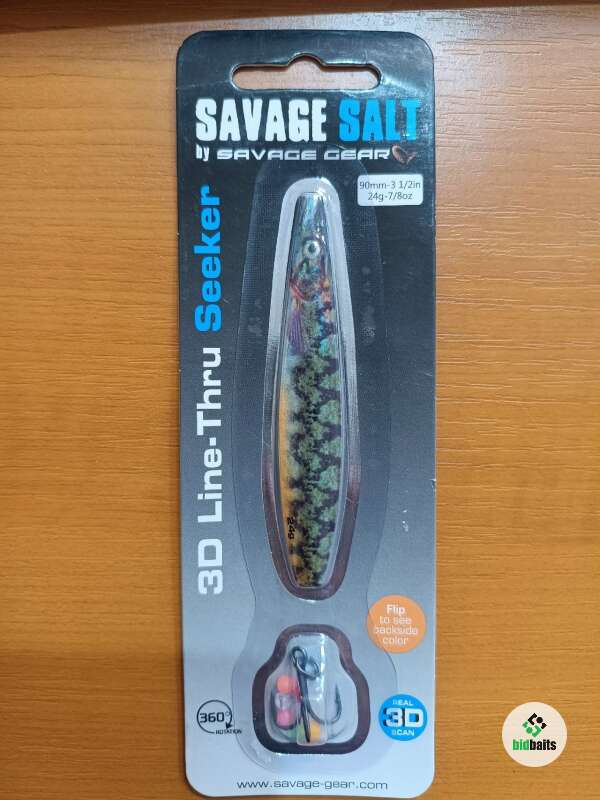 SAVAGE SALT
by SAVAGE GEAR
90mm-3 1/2in
24g-7/8oz
3D Line-Thru Seeker
24g
Flip
to see
backside
color
360°
ROTATION
REAL
3D
SCAN
www.savage-gear.com
bidbaits